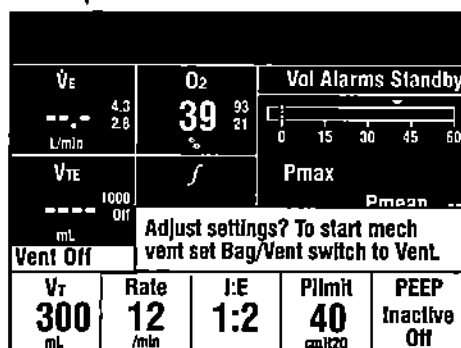 V̇E
--.-
4.3
2.6
L/min
O2
39
93
21
%
Vol Alarms Standby
0 15 30 45 60
VTE
----
1000
Off
mL
Pmax
Pmean --
Vent Off
Adjust settings? To start mech
vent set Bag/Vent switch to Vent.
VT
300
mL
Rate
12
/min
I:E
1:2
Plimit
40
cmH2O
PEEP
Inactive
Off